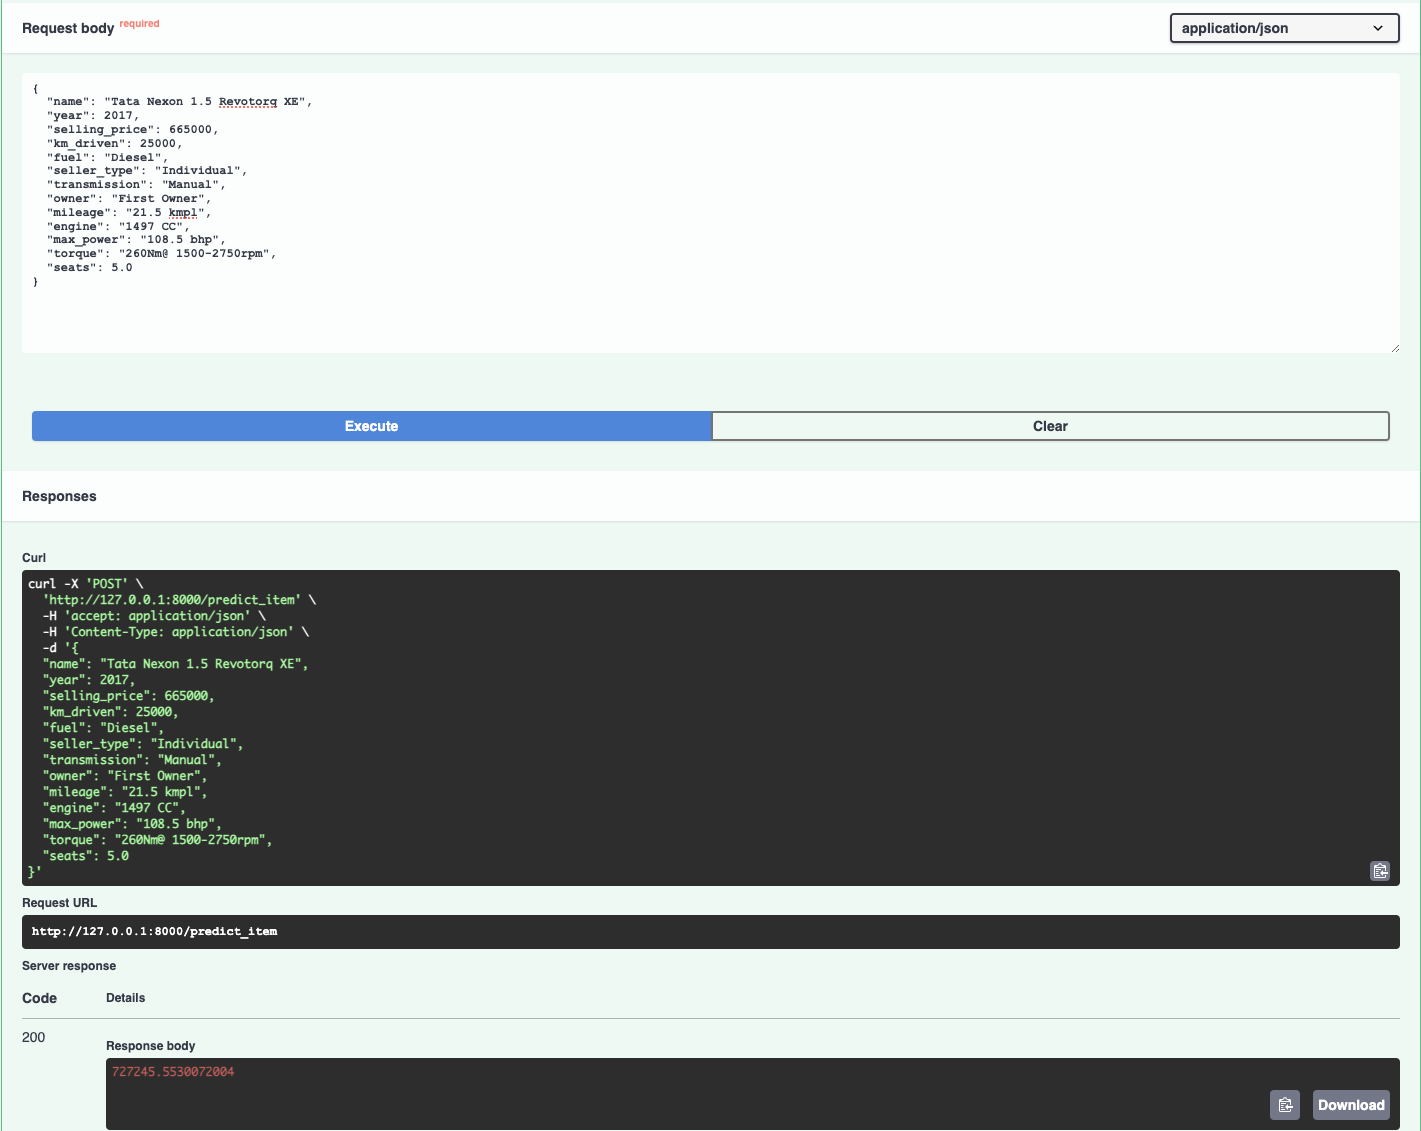 Request body required
application/json
{
  "name": "Tata Nexon 1.5 Revotorq XE",
  "year": 2017,
  "selling_price": 665000,
  "km_driven": 25000,
  "fuel": "Diesel",
  "seller_type": "Individual",
  "transmission": "Manual",
  "owner": "First Owner",
  "mileage": "21.5 kmpl",
  "engine": "1497 CC",
  "max_power": "108.5 bhp",
  "torque": "260Nm@ 1500-2750rpm",
  "seats": 5.0
}
Execute
Clear
Responses
Curl
curl -X 'POST' \
  'http://127.0.0.1:8000/predict_item' \
  -H 'accept: application/json' \
  -H 'Content-Type: application/json' \
  -d '{
  "name": "Tata Nexon 1.5 Revotorq XE",
  "year": 2017,
  "selling_price": 665000,
  "km_driven": 25000,
  "fuel": "Diesel",
  "seller_type": "Individual",
  "transmission": "Manual",
  "owner": "First Owner",
  "mileage": "21.5 kmpl",
  "engine": "1497 CC",
  "max_power": "108.5 bhp",
  "torque": "260Nm@ 1500-2750rpm",
  "seats": 5.0
}'
Request URL
http://127.0.0.1:8000/predict_item
Server response
Code Details
200
Response body
727245.5530072004
Download